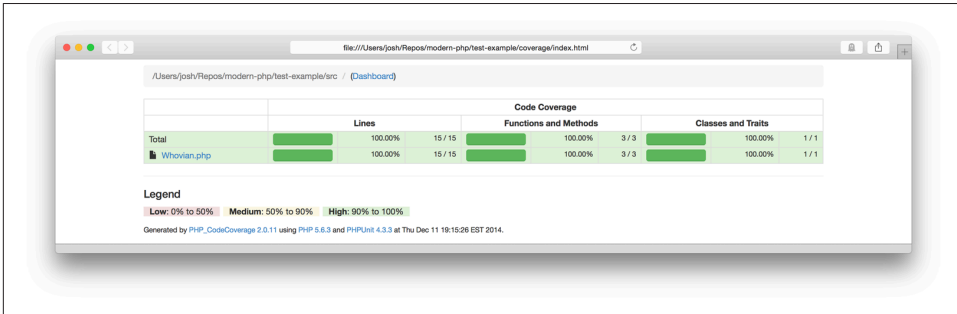 file:///Users/josh/Repos/modern-php/test-example/coverage/index.html
/Users/josh/Repos/modern-php/test-example/src / (Dashboard)
Code Coverage
Lines Functions and Methods Classes and Traits
Total 100.00% 15 / 15 100.00% 3 / 3 100.00% 1 / 1
Whovian.php 100.00% 15 / 15 100.00% 3 / 3 100.00% 1 / 1
Legend
Low: 0% to 50% Medium: 50% to 90% High: 90% to 100%
Generated by PHP_CodeCoverage 2.0.11 using PHP 5.6.3 and PHPUnit 4.3.3 at Thu Dec 11 19:15:26 EST 2014.